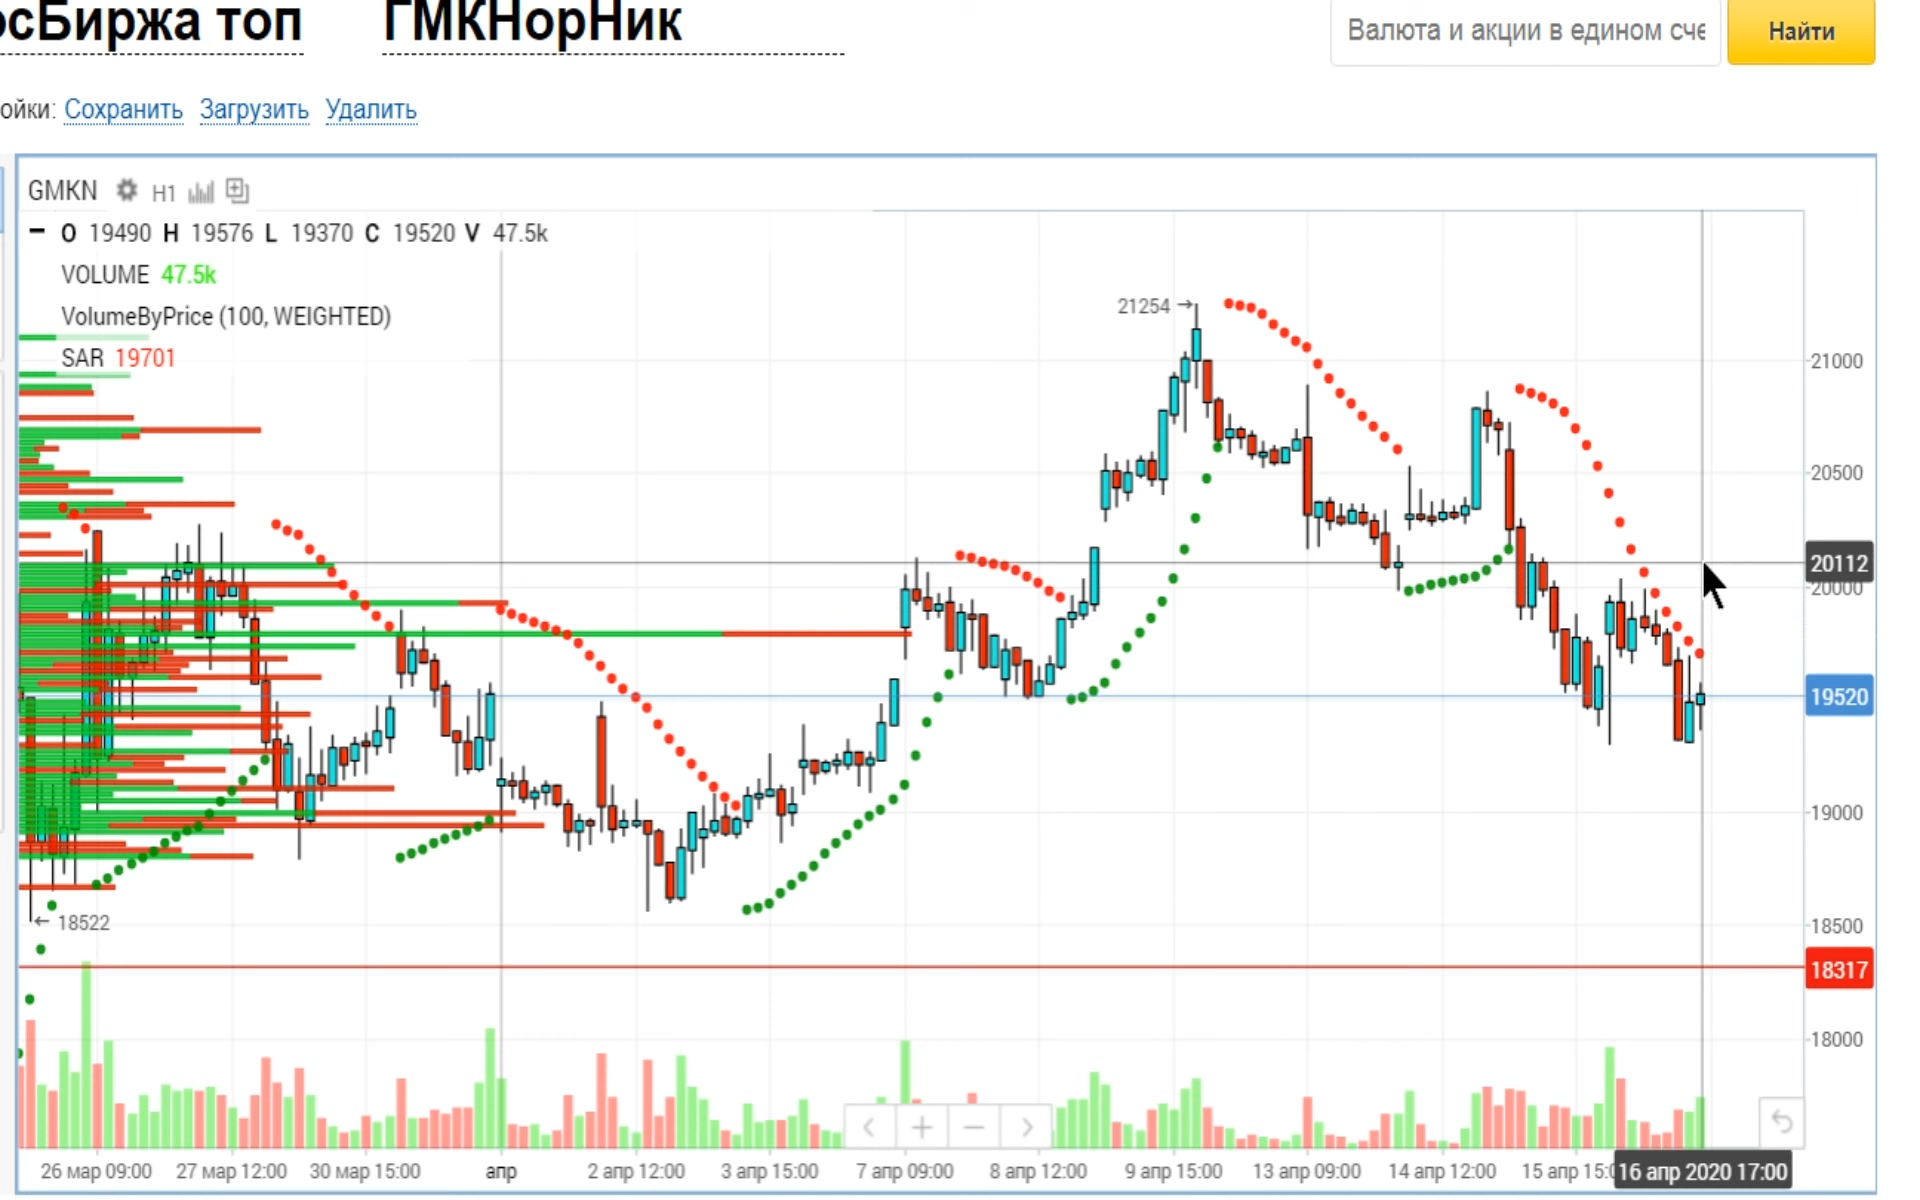 осБиржа топ ГМКНорНик
Валюта и акции в едином сче
Найти
ойки: Сохранить Загрузить Удалить
GMKN H1
O 19490 H 19576 L 19370 C 19520 V 47.5k
VOLUME 47.5k
VolumeByPrice (100, WEIGHTED)
SAR 19701
21254
21000
20500
20112
20000
19520
19000
18522
18500
18317
18000
26 мар 09:00 27 мар 12:00 30 мар 15:00 апр 2 апр 12:00 3 апр 15:00 7 апр 09:00 8 апр 12:00 9 апр 15:00 13 апр 09:00 14 апр 12:00 15 апр 15:0 16 апр 2020 17:00